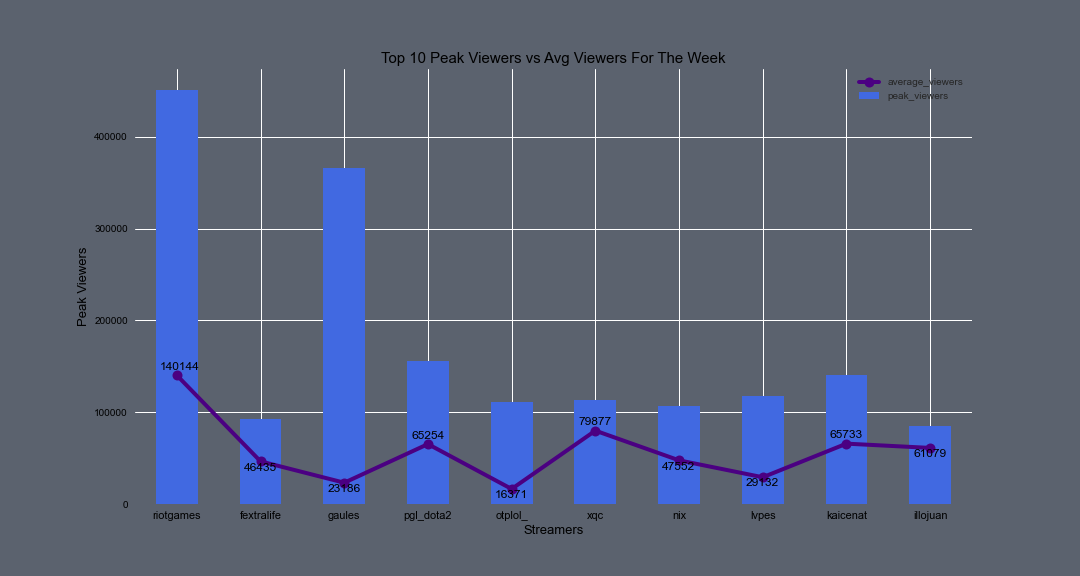 Top 10 Peak Viewers vs Avg Viewers For The Week
average_viewers
peak_viewers
Peak Viewers
400000
300000
200000
100000
0
140144
46435
23186
65254
16371
79877
47552
29132
65733
61079
riotgames fextralife gaules pgl_dota2 otplol_ xqc nix lvpes kaicenat illojuan
Streamers